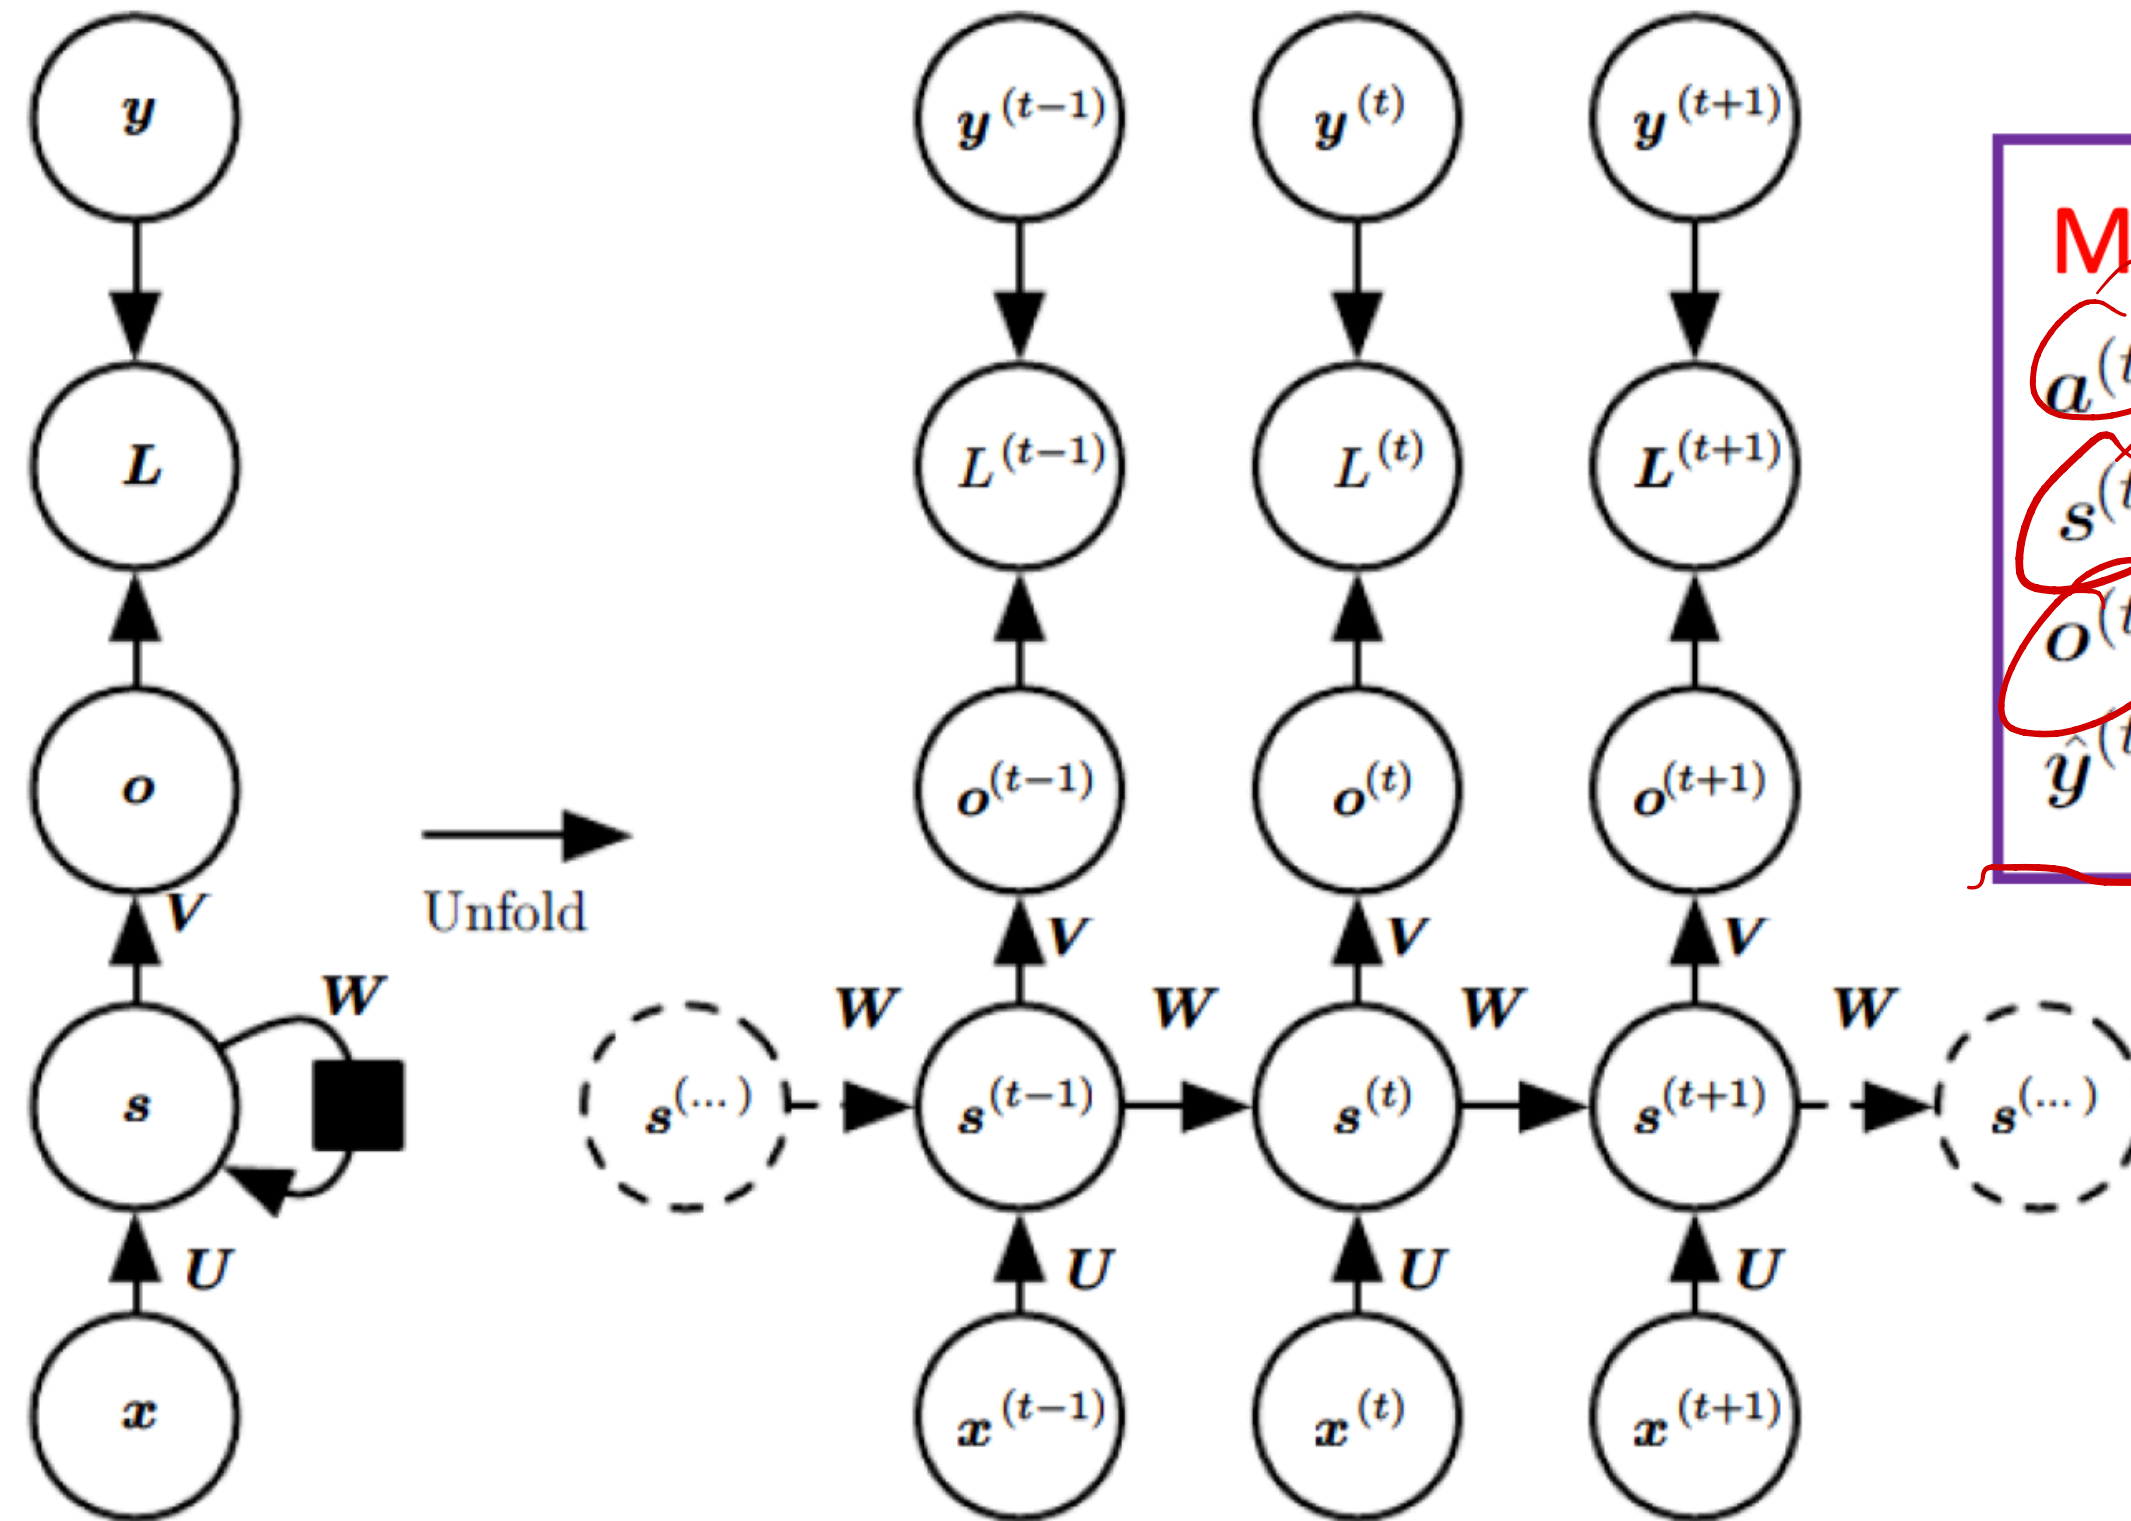 y y^(t−1) y^(t) y^(t+1)
M
a^(t
L L^(t−1) L^(t) L^(t+1)
s^(t
o^(t
o o^(t−1) o^(t) o^(t+1)
ŷ^(t
Unfold
V V V V
W W W W W
s s^(...) s^(t−1) s^(t) s^(t+1) s^(...)
U U U U
x x^(t−1) x^(t) x^(t+1)